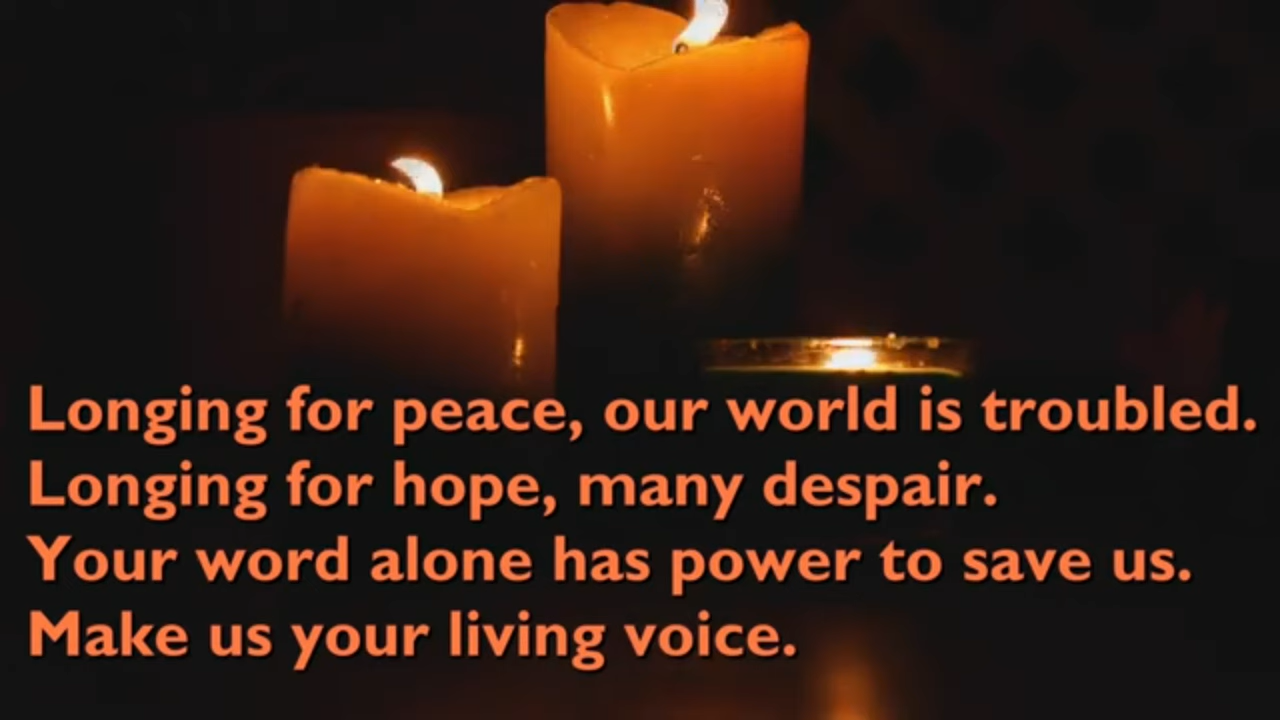 Longing for peace, our world is troubled.
Longing for hope, many despair.
Your word alone has power to save us.
Make us your living voice.